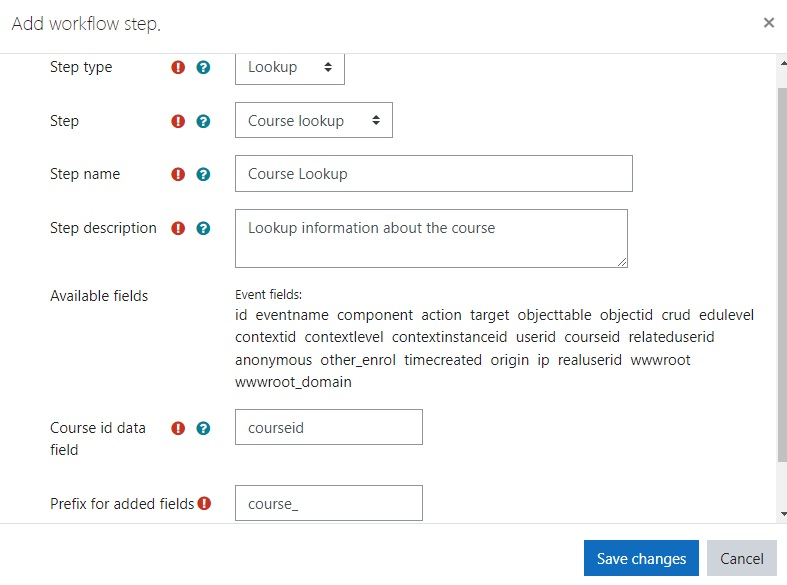 Add workflow step.
Step type
Lookup
Step
Course lookup
Step name
Course Lookup
Step description
Lookup information about the course
Available fields
Event fields:
id eventname component action target objecttable objectid crud edulevel
contextid contextlevel contextinstanceid userid courseid relateduserid
anonymous other_enrol timecreated origin ip realuserid wwwroot
wwwroot_domain
Course id data
field
courseid
Prefix for added fields
course_
Save changes
Cancel